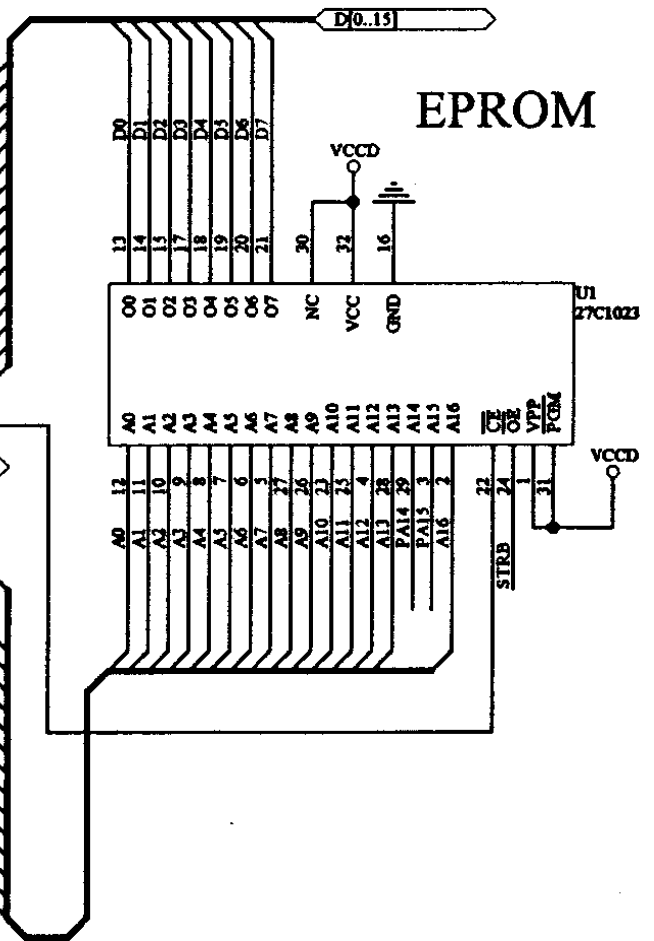 D[0..15]
EPROM
D0 D1 D2 D3 D4 D5 D6 D7
VCCD
13 14 15 17 18 19 20 21 30 32 16
O0 O1 O2 O3 O4 O5 O6 O7 NC VCC GND
U1
27C1023
A0 A1 A2 A3 A4 A5 A6 A7 A8 A9 A10 A11 A12 A13 A14 A15 A16 CE OE VPP PGM
VCCD
12 11 10 9 8 7 6 5 27 26 23 25 4 28 29 3 2 22 24 1 31
A0 A1 A2 A3 A4 A5 A6 A7 A8 A9 A10 A11 A12 A13 PA14 PA15 A16 STRB